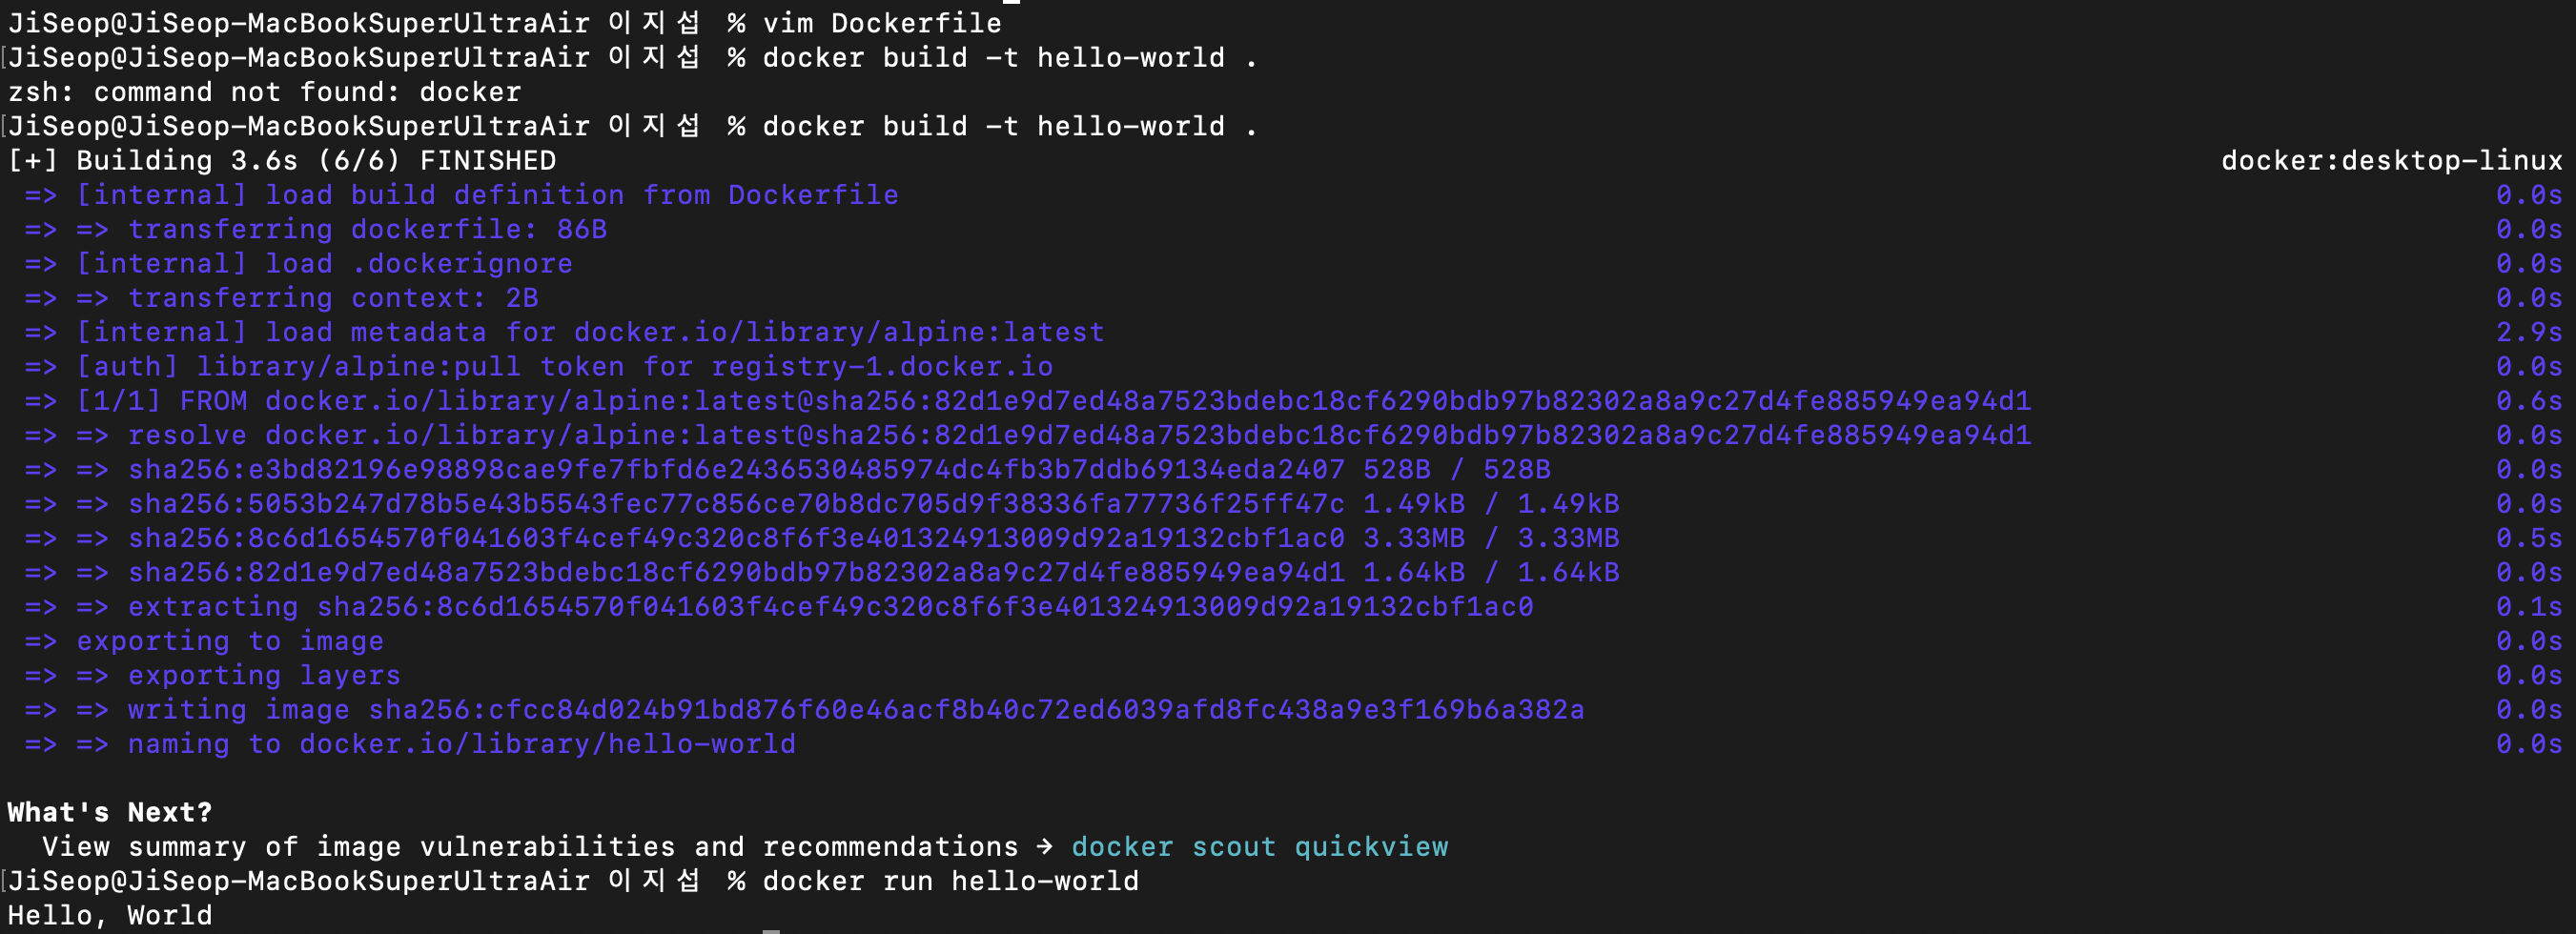 JiSeop@JiSeop-MacBookSuperUltraAir 이지섭 % vim Dockerfile
[JiSeop@JiSeop-MacBookSuperUltraAir 이지섭 % docker build -t hello-world .
zsh: command not found: docker
[JiSeop@JiSeop-MacBookSuperUltraAir 이지섭 % docker build -t hello-world .
[+] Building 3.6s (6/6) FINISHED docker:desktop-linux
=> [internal] load build definition from Dockerfile 0.0s
=> => transferring dockerfile: 86B 0.0s
=> [internal] load .dockerignore 0.0s
=> => transferring context: 2B 0.0s
=> [internal] load metadata for docker.io/library/alpine:latest 2.9s
=> [auth] library/alpine:pull token for registry-1.docker.io 0.0s
=> [1/1] FROM docker.io/library/alpine:latest@sha256:82d1e9d7ed48a7523bdebc18cf6290bdb97b82302a8a9c27d4fe885949ea94d1 0.6s
=> => resolve docker.io/library/alpine:latest@sha256:82d1e9d7ed48a7523bdebc18cf6290bdb97b82302a8a9c27d4fe885949ea94d1 0.0s
=> => sha256:e3bd82196e98898cae9fe7fbfd6e2436530485974dc4fb3b7ddb69134eda2407 528B / 528B 0.0s
=> => sha256:5053b247d78b5e43b5543fec77c856ce70b8dc705d9f38336fa77736f25ff47c 1.49kB / 1.49kB 0.0s
=> => sha256:8c6d1654570f041603f4cef49c320c8f6f3e401324913009d92a19132cbf1ac0 3.33MB / 3.33MB 0.5s
=> => sha256:82d1e9d7ed48a7523bdebc18cf6290bdb97b82302a8a9c27d4fe885949ea94d1 1.64kB / 1.64kB 0.0s
=> => extracting sha256:8c6d1654570f041603f4cef49c320c8f6f3e401324913009d92a19132cbf1ac0 0.1s
=> exporting to image 0.0s
=> => exporting layers 0.0s
=> => writing image sha256:cfcc84d024b91bd876f60e46acf8b40c72ed6039afd8fc438a9e3f169b6a382a 0.0s
=> => naming to docker.io/library/hello-world 0.0s
What's Next?
View summary of image vulnerabilities and recommendations → docker scout quickview
[JiSeop@JiSeop-MacBookSuperUltraAir 이지섭 % docker run hello-world
Hello, World